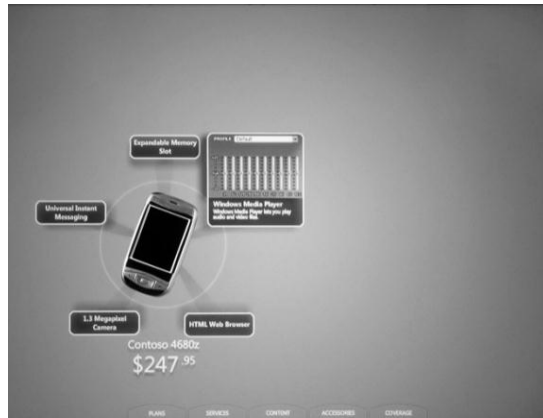 Expandable Memory
Slot
PROFILE Default
Windows Media Player
Windows Media Player lets you play
audio and video files.
Universal Instant
Messaging
1.3 Megapixel
Camera
HTML Web Browser
Contoso 4680z
$247.95
PLANS SERVICES CONTENT ACCESSORIES COVERAGE